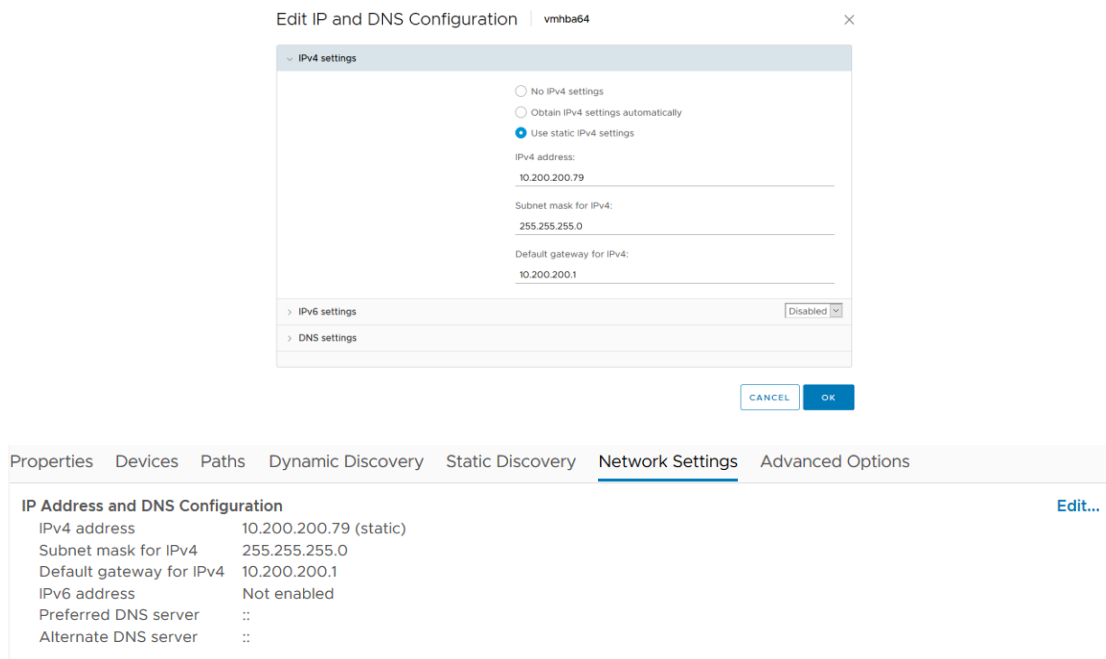 Edit IP and DNS Configuration vmhba64
IPv4 settings
No IPv4 settings
Obtain IPv4 settings automatically
Use static IPv4 settings
IPv4 address:
10.200.200.79
Subnet mask for IPv4:
255.255.255.0
Default gateway for IPv4:
10.200.200.1
IPv6 settings Disabled
DNS settings
CANCEL OK
Properties Devices Paths Dynamic Discovery Static Discovery Network Settings Advanced Options
IP Address and DNS Configuration Edit...
IPv4 address 10.200.200.79 (static)
Subnet mask for IPv4 255.255.255.0
Default gateway for IPv4 10.200.200.1
IPv6 address Not enabled
Preferred DNS server ::
Alternate DNS server ::